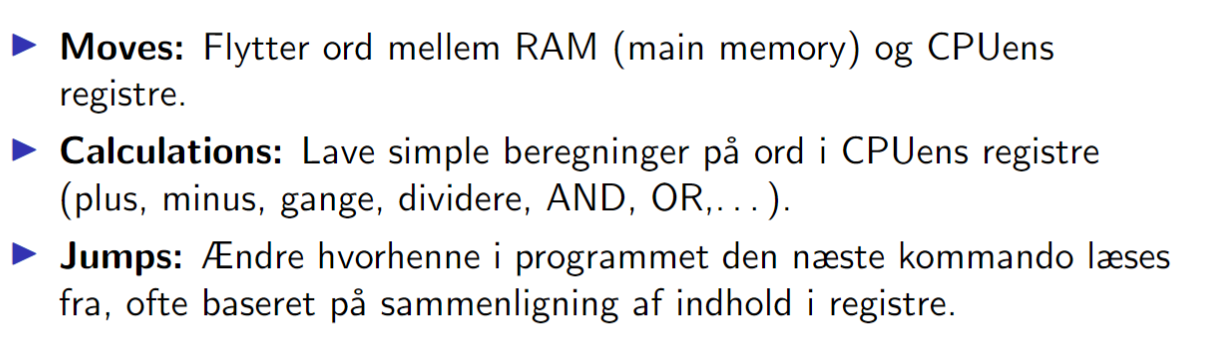 ▶ Moves: Flytter ord mellem RAM (main memory) og CPUens
registre.
▶ Calculations: Lave simple beregninger på ord i CPUens registre
(plus, minus, gange, dividere, AND, OR,...).
▶ Jumps: Ændre hvorhenne i programmet den næste kommando læses
fra, ofte baseret på sammenligning af indhold i registre.